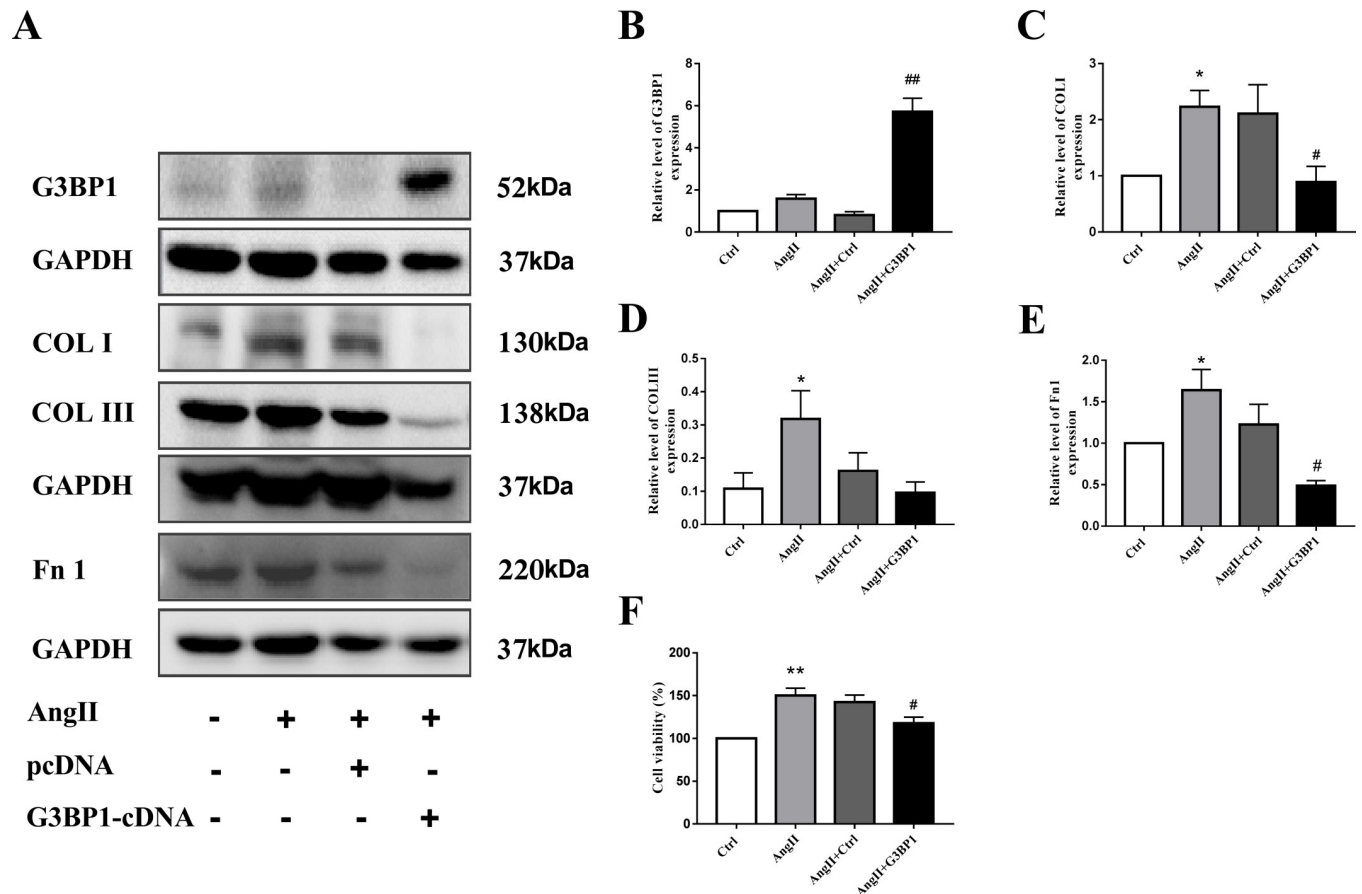 A
G3BP1 52kDa
GAPDH 37kDa
COL I 130kDa
COL III 138kDa
GAPDH 37kDa
Fn 1 220kDa
GAPDH 37kDa
AngII - + + +
pcDNA - - + -
G3BP1-cDNA - - - +
B
Relative level of G3BP1
expression
8
6
4
2
0
##
Ctrl
AngII
AngII+Ctrl
AngII+G3BP1
C
Relative level of COLI
expression
3
2
1
0
*
#
Ctrl
AngII
AngII+Ctrl
AngII+G3BP1
D
Relative level of COLIII
expression
0.5
0.4
0.3
0.2
0.1
0.0
*
Ctrl
AngII
AngII+Ctrl
AngII+G3BP1
E
Relative level of Fn1
expression
2.0
1.5
1.0
0.5
0.0
*
#
Ctrl
AngII
AngII+Ctrl
AngII+G3BP1
F
Cell viability (%)
200
150
100
50
0
**
#
Ctrl
AngII
AngII+Ctrl
AngII+G3BP1